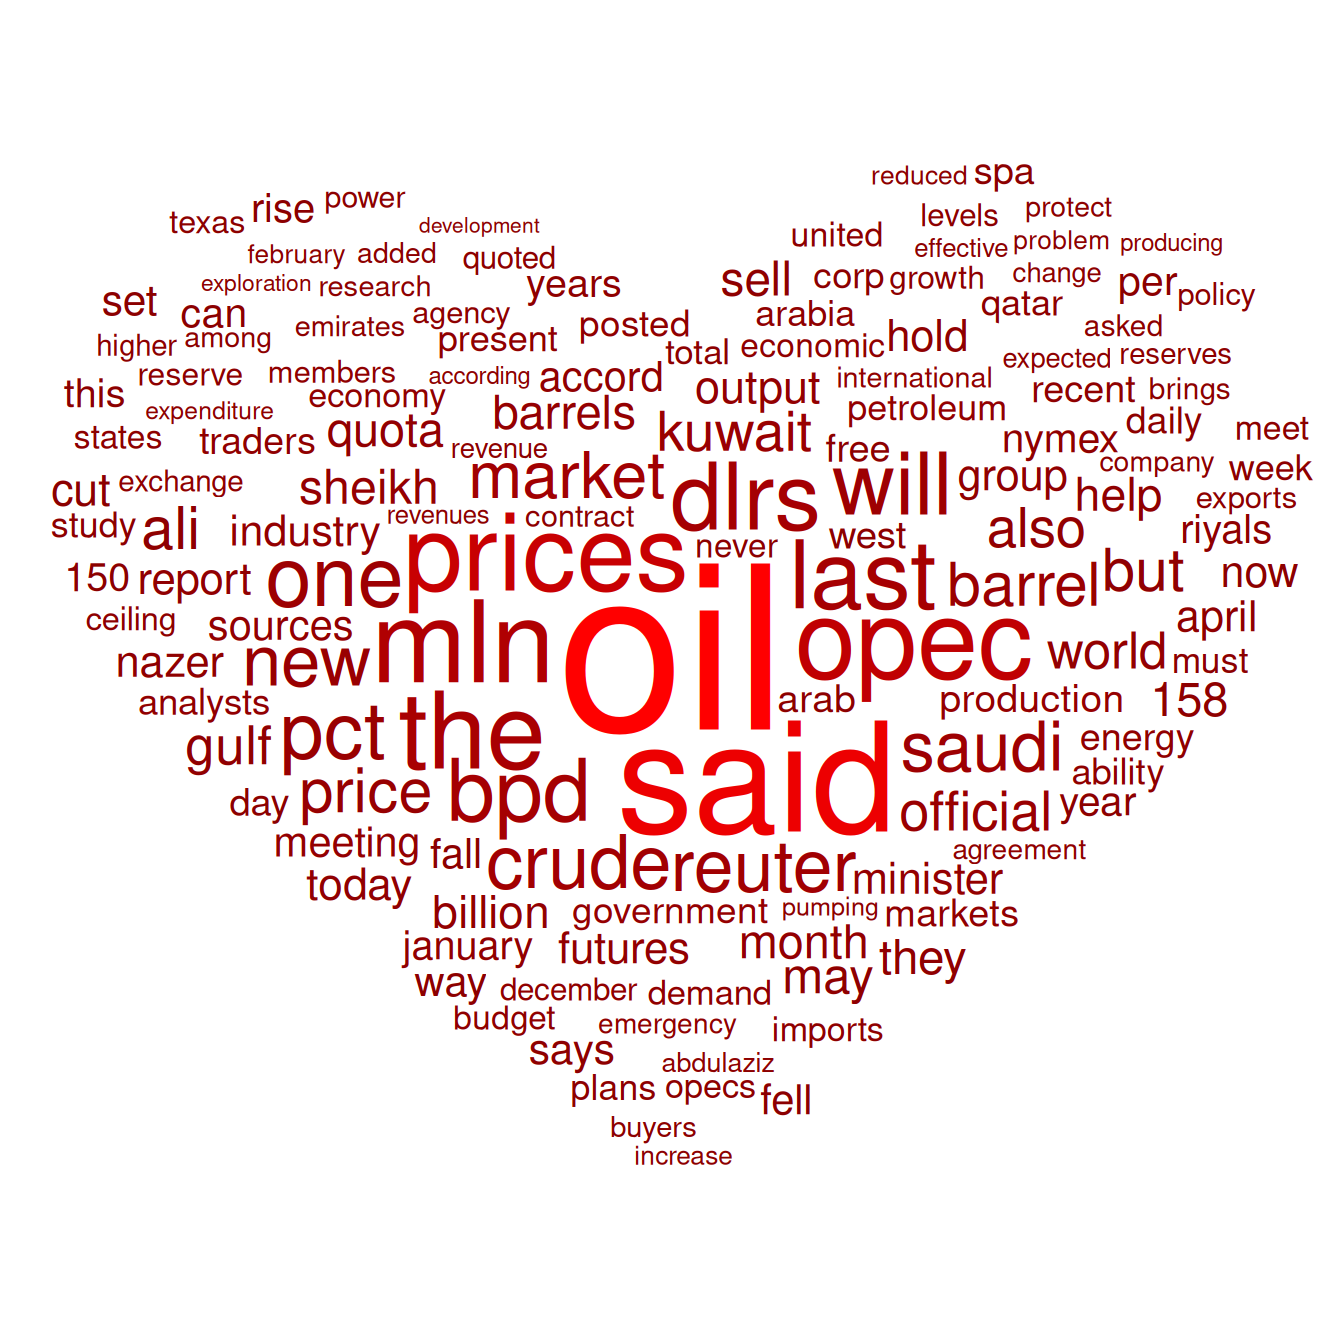 reduced spa
rise power
texas
levels protect
development
united
effective problem producing
february added quoted
sell corp growth change per policy
exploration research years
set can
emirates agency posted arabia qatar
higher among present total economic hold asked
expected reserves
reserve members according accord output international recent brings
this economy
expenditure barrels petroleum
states traders quota revenue kuwait free nymex daily meet
cut exchange sheikh market dlrs will group company week
help exports
study ali industry revenues contract west also riyals
prices never
150 report one last barrel but now
ceiling sources mln oil opec april
nazer new world must
analysts arab production 158
gulf pct the saudi energy
ability
day price bpd said official year
meeting fall agreement
today crude reuter minister
billion government pumping markets
january futures month they
way december demand may
budget emergency imports
says abdulaziz
plans opecs fell
buyers
increase